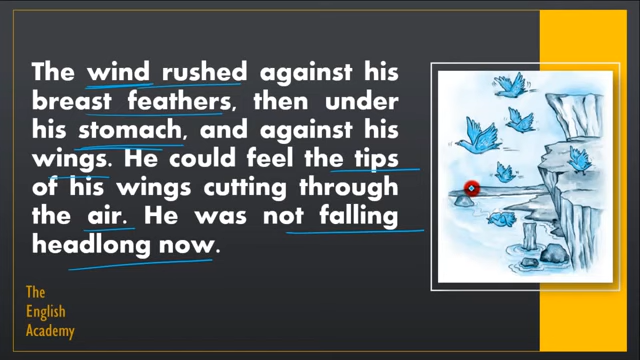 The wind rushed against his
breast feathers, then under
his stomach, and against his
wings. He could feel the tips
of his wings cutting through
the air. He was not falling
headlong now.
The
English
Academy